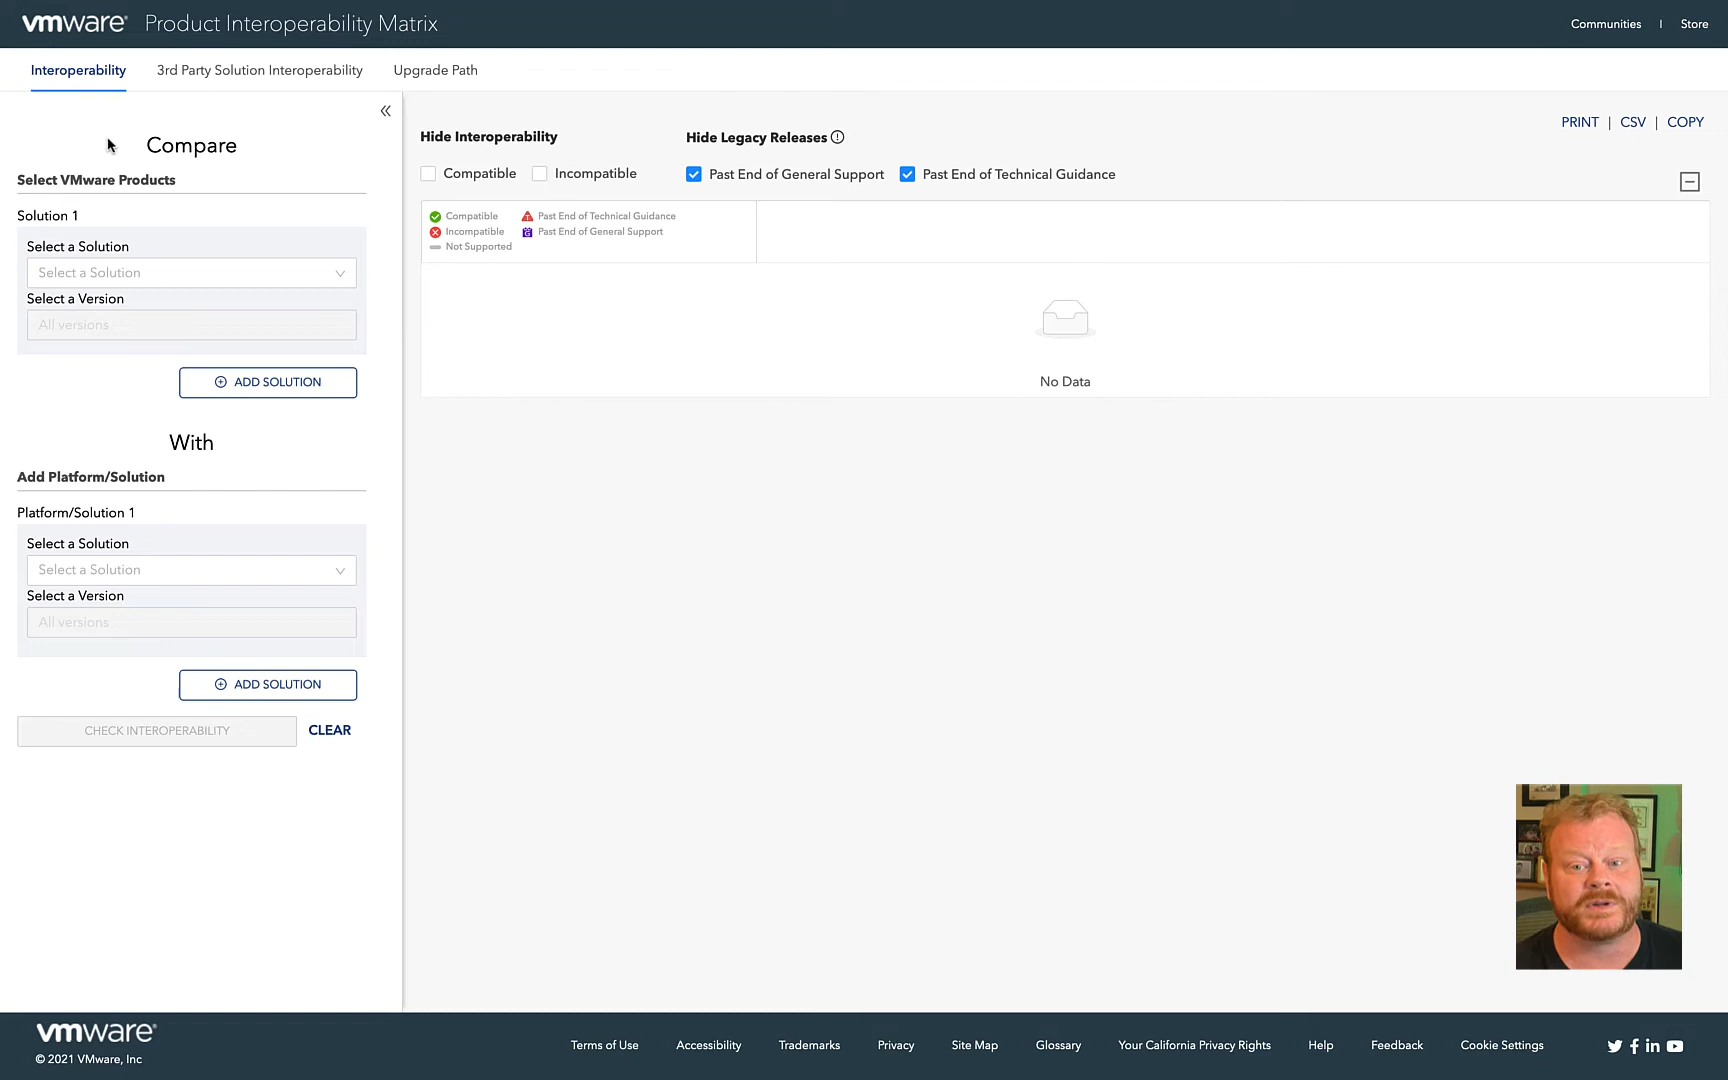 vmware Product Interoperability Matrix
Communities | Store
Interoperability 3rd Party Solution Interoperability Upgrade Path
Compare
Select VMware Products
Solution 1
Select a Solution
Select a Solution
Select a Version
All versions
ADD SOLUTION
With
Add Platform/Solution
Platform/Solution 1
Select a Solution
Select a Solution
Select a Version
All versions
ADD SOLUTION
CHECK INTEROPERABILITY CLEAR
PRINT | CSV | COPY
Hide Interoperability Hide Legacy Releases
Compatible Incompatible Past End of General Support Past End of Technical Guidance
Compatible Past End of Technical Guidance
Incompatible Past End of General Support
Not Supported
No Data
vmware
© 2021 VMware, Inc
Terms of Use Accessibility Trademarks Privacy Site Map Glossary Your California Privacy Rights Help Feedback Cookie Settings